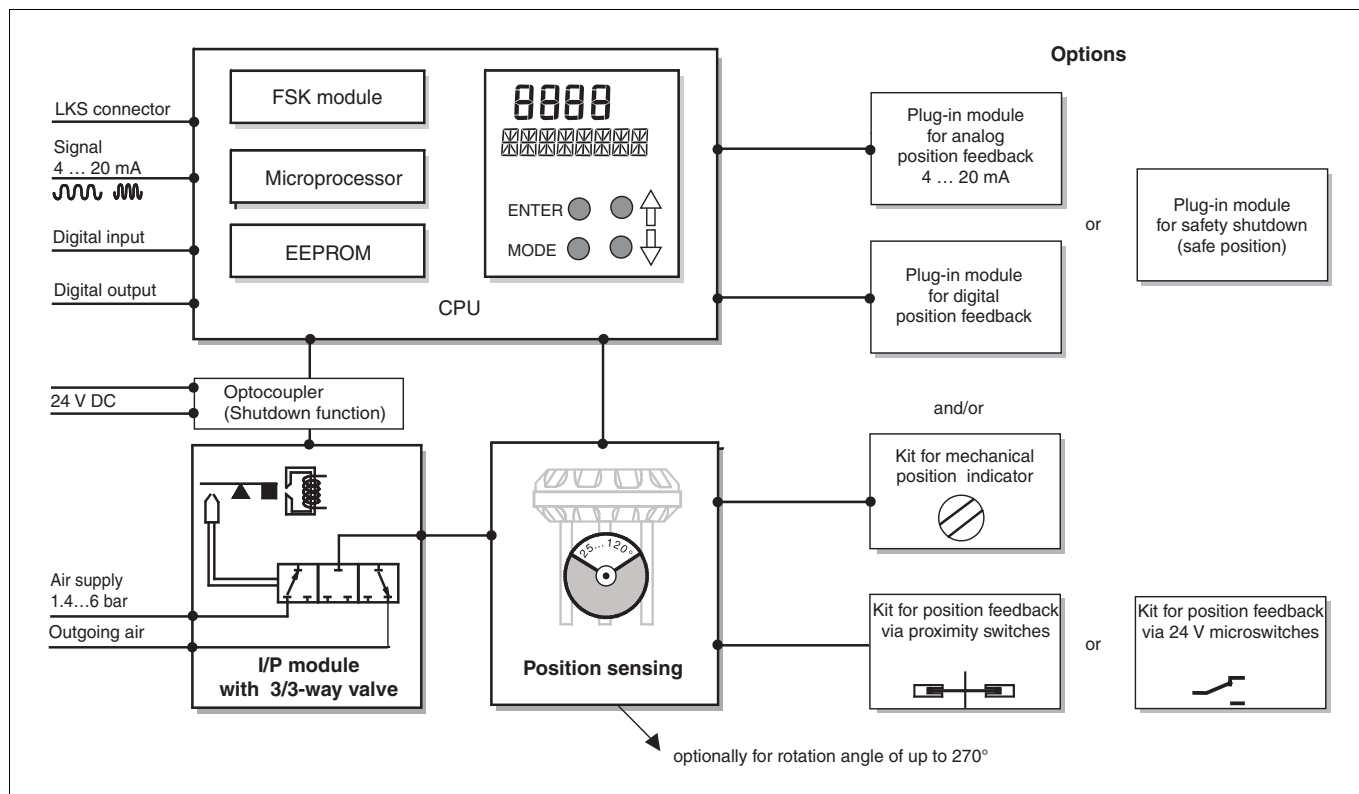 Options
LKS connector
Signal
4 ... 20 mA
Digital input
Digital output
FSK module
Microprocessor
EEPROM
8888
ENTER
MODE
CPU
Plug-in module
for analog
position feedback
4 ... 20 mA
or
Plug-in module
for safety shutdown
(safe position)
Plug-in module
for digital
position feedback
24 V DC
Optocoupler
(Shutdown function)
and/or
Kit for mechanical
position indicator
Air supply
1.4...6 bar
Outgoing air
I/P module
with 3/3-way valve
25... 120°
Position sensing
Kit for position feedback
via proximity switches
or
Kit for position feedback
via 24 V microswitches
optionally for rotation angle of up to 270°